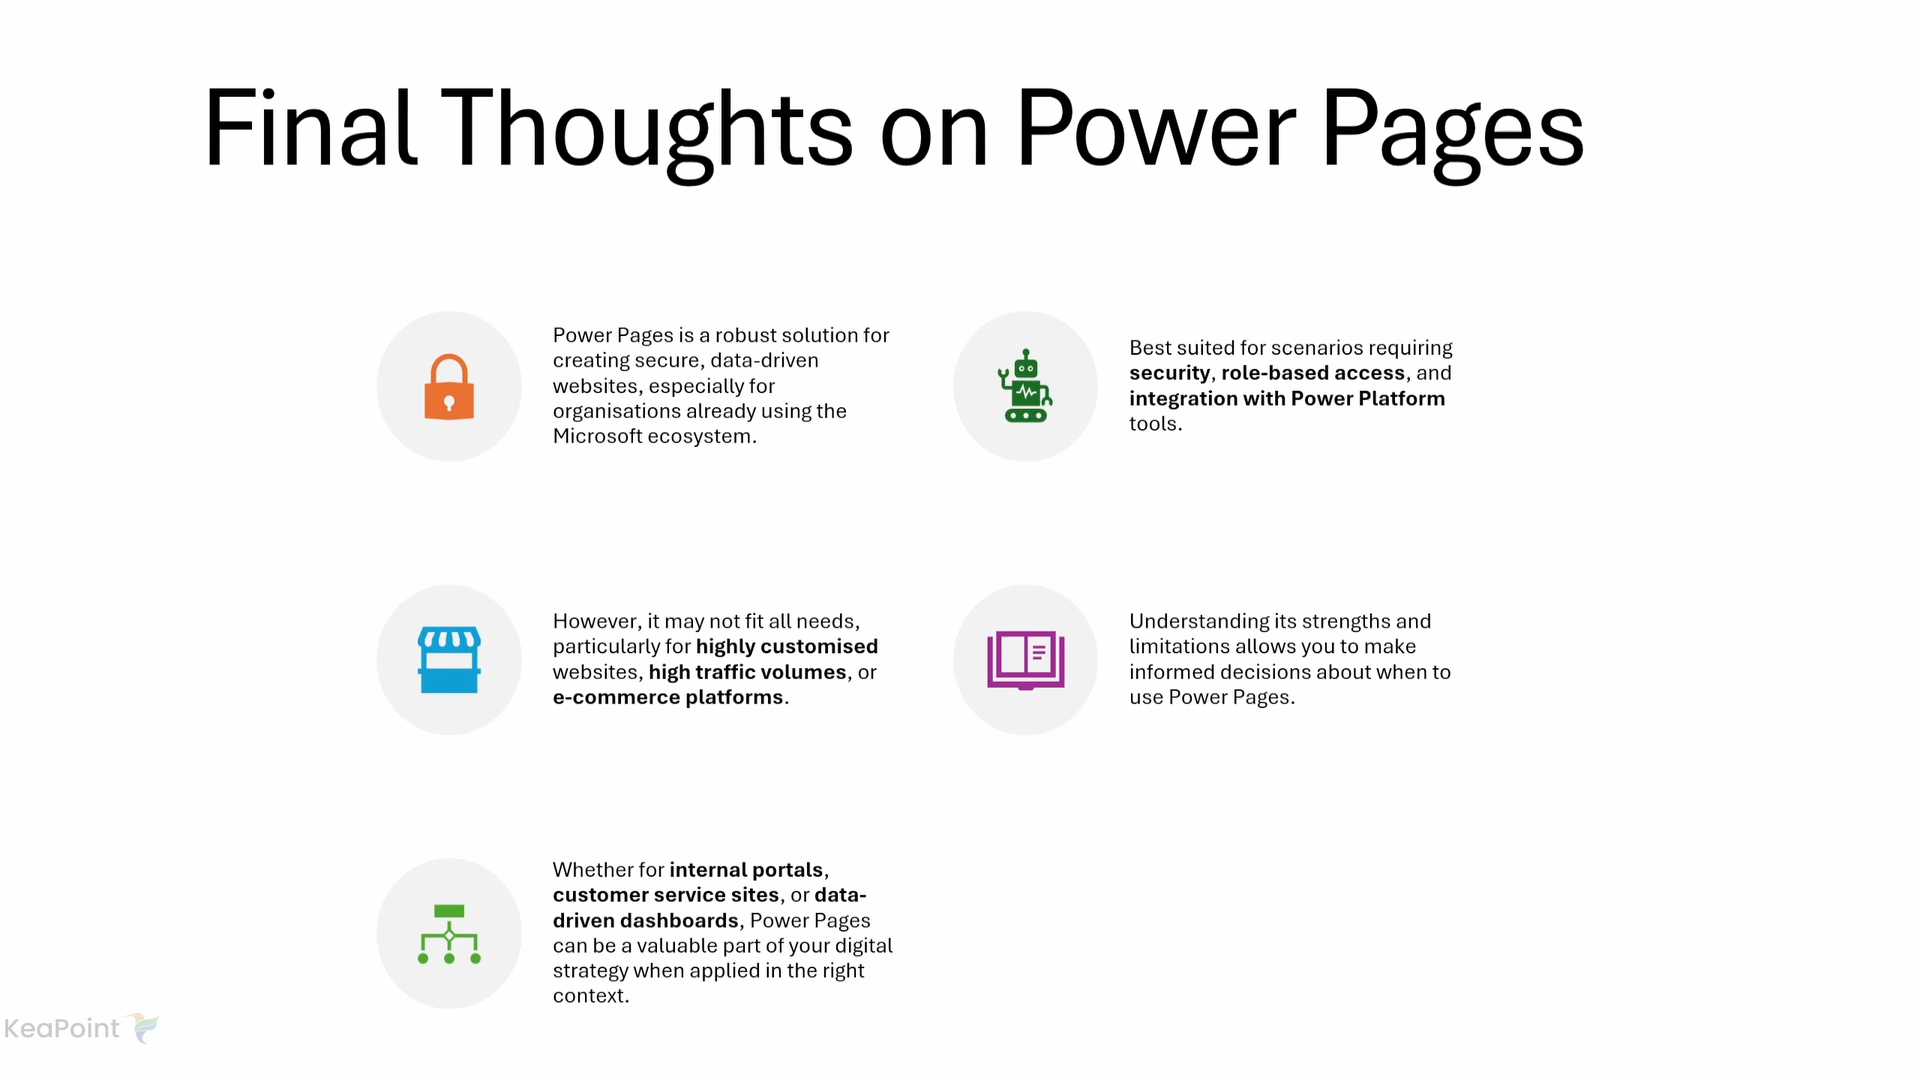 Final Thoughts on Power Pages
Power Pages is a robust solution for
creating secure, data-driven
websites, especially for
organisations already using the
Microsoft ecosystem.
Best suited for scenarios requiring
security, role-based access, and
integration with Power Platform
tools.
However, it may not fit all needs,
particularly for highly customised
websites, high traffic volumes, or
e-commerce platforms.
Understanding its strengths and
limitations allows you to make
informed decisions about when to
use Power Pages.
Whether for internal portals,
customer service sites, or data-
driven dashboards, Power Pages
can be a valuable part of your digital
strategy when applied in the right
context.
KeaPoint